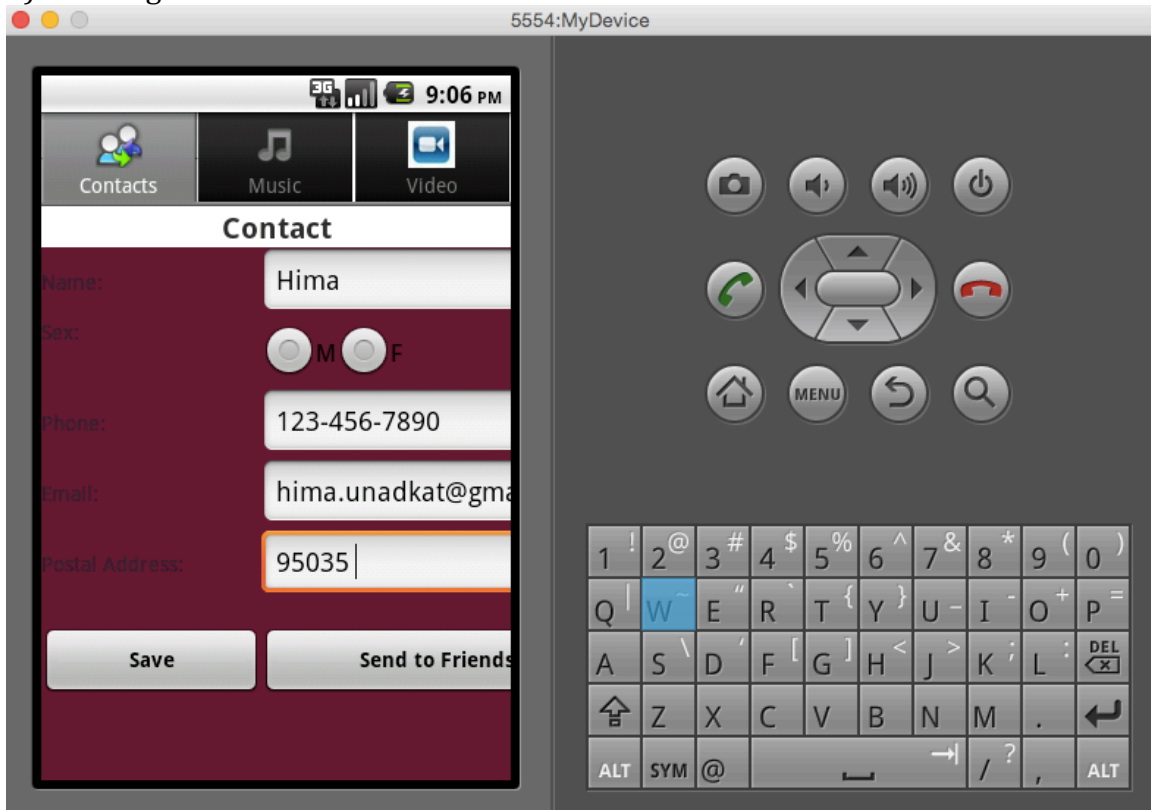 5554:MyDevice
3G 9:06 PM
Contacts Music Video
Contact
Name: Hima
Sex: M F
Phone: 123-456-7890
Email: hima.unadkat@gma
Postal Address: 95035
Save Send to Friends
MENU
1 ! 2 @ 3 # 4 $ 5 % 6 ^ 7 & 8 * 9 ( 0 )
Q | W ~ E " R ` T { Y } U - I - O + P =
A S \ D ' F [ G ] H < J > K ; L : DEL
Z X C V B N M .
ALT SYM @ / ? , ALT